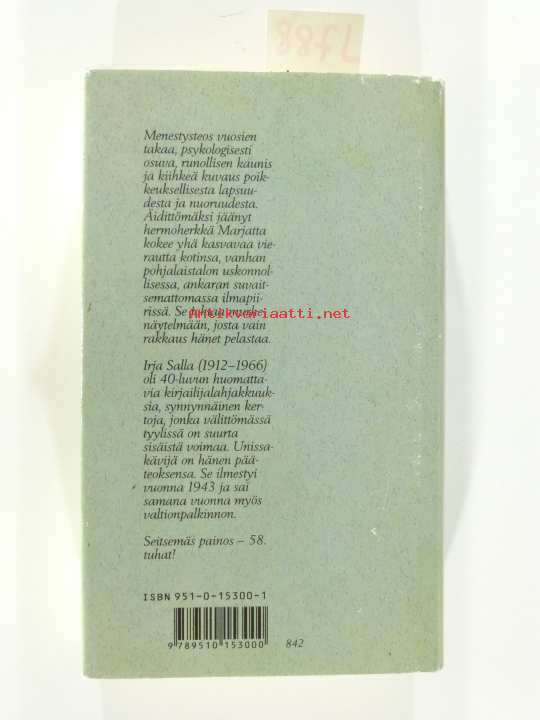 Menestysteos vuosien
takaa, psykologisesti
osuva, runollisen kaunis
ja kiihkeä kuvaus poik-
keuksellisesta lapsuu-
desta ja nuoruudesta.
Äidittömäksi jäänyt
hermoherkkä Marjatta
kokee yhä kasvavaa vie-
rautta kotinsa, vanhan
pohjalaistalon uskonnol-
lisessa, ankaran suvait-
semattomassa ilmapii-
rissä. Se
antikvariaatti.net
näytelmään, josta vain
rakkaus hänet pelastaa.
Irja Salla (1912–1966)
oli 40-luvun huomatta-
via kirjailijalahjakkuuk-
sia, synnynnäinen ker-
toja, jonka välittömässä
tyylissä on suurta
sisäistä voimaa. Unissa-
kävijä on hänen pää-
teoksensa. Se ilmestyi
vuonna 1943 ja sai
samana vuonna myös
valtionpalkinnon.
Seitsemäs painos – 58.
tuhat!
ISBN 951-0-15300-1
9 789510 153000
842